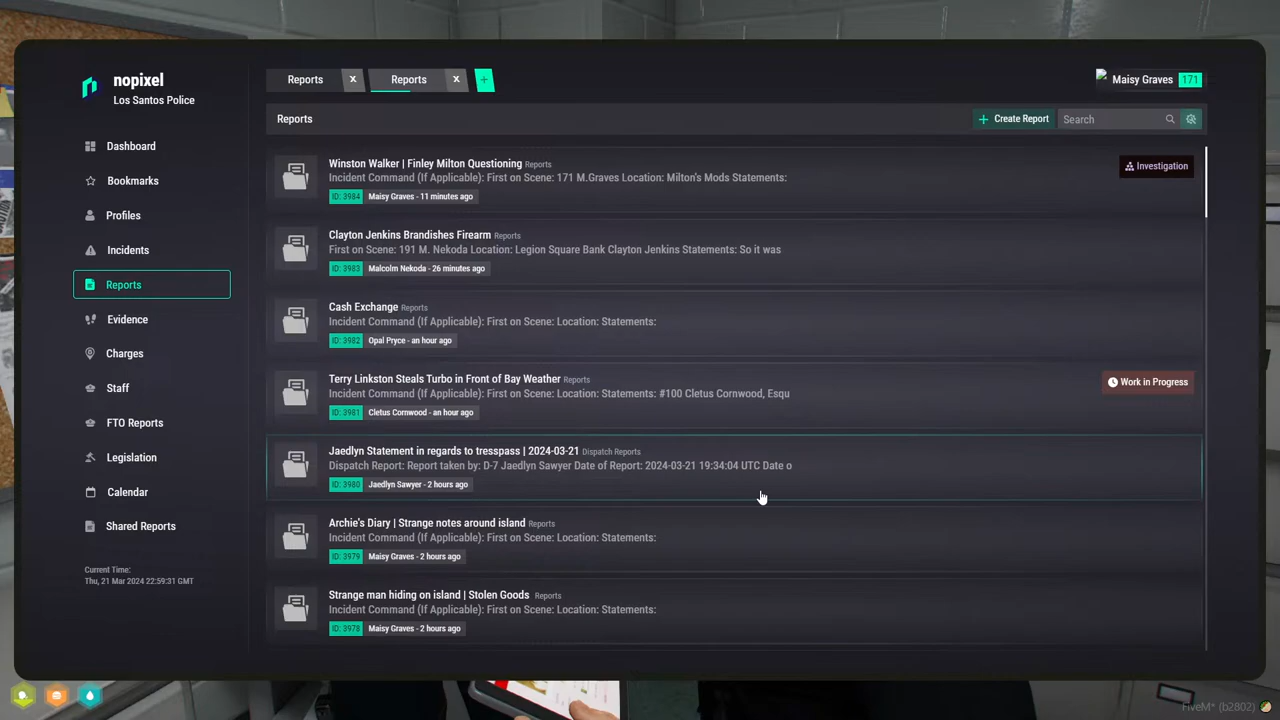 nopixel
Los Santos Police
Reports x Reports x +
Maisy Graves 171
Reports
+ Create Report
Search
Dashboard
Bookmarks
Profiles
Incidents
Reports
Evidence
Charges
Staff
FTO Reports
Legislation
Calendar
Shared Reports
Current Time:
Thu, 21 Mar 2024 22:59:31 GMT
Winston Walker | Finley Milton Questioning Reports
Investigation
Incident Command (If Applicable): First on Scene: 171 M.Graves Location: Milton's Mods Statements:
ID: 3984 Maisy Graves - 11 minutes ago
Clayton Jenkins Brandishes Firearm Reports
First on Scene: 191 M. Nekoda Location: Legion Square Bank Clayton Jenkins Statements: So it was
ID: 3983 Malcolm Nekoda - 26 minutes ago
Cash Exchange Reports
Incident Command (If Applicable): First on Scene: Location: Statements:
ID: 3982 Opal Pryce - an hour ago
Terry Linkston Steals Turbo in Front of Bay Weather Reports
Work in Progress
Incident Command (If Applicable): First on Scene: Location: Statements: #100 Cletus Cornwood, Esqu
ID: 3981 Cletus Cornwood - an hour ago
Jaedlyn Statement in regards to tresspass | 2024-03-21 Dispatch Reports
Dispatch Report: Report taken by: D-7 Jaedlyn Sawyer Date of Report: 2024-03-21 19:34:04 UTC Date o
ID: 3980 Jaedlyn Sawyer - 2 hours ago
Archie's Diary | Strange notes around island Reports
Incident Command (If Applicable): First on Scene: Location: Statements:
ID: 3979 Maisy Graves - 2 hours ago
Strange man hiding on island | Stolen Goods Reports
Incident Command (If Applicable): First on Scene: Location: Statements:
ID: 3978 Maisy Graves - 2 hours ago
FiveM* (b2802)